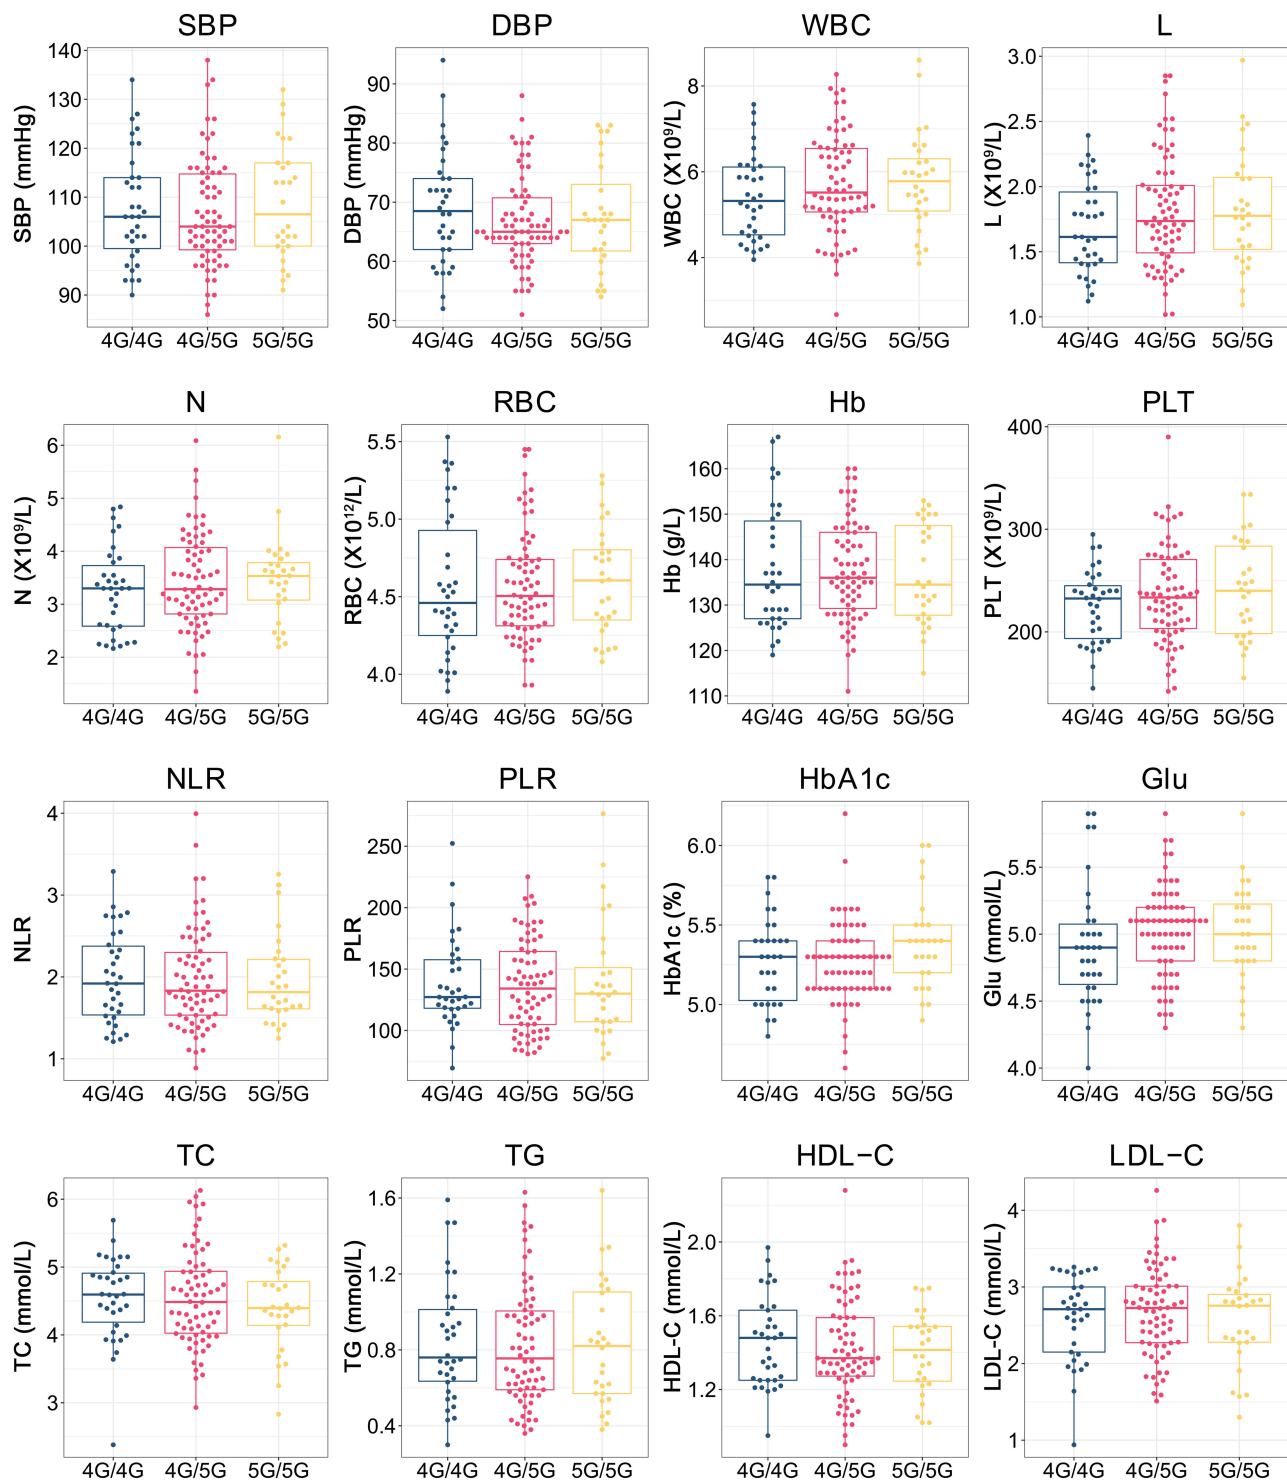 SBP DBP WBC L
SBP (mmHg)
140
130
120
110
100
90
4G/4G 4G/5G 5G/5G
DBP (mmHg)
90
80
70
60
50
4G/4G 4G/5G 5G/5G
WBC (X10⁹/L)
8
6
4
4G/4G 4G/5G 5G/5G
L (X10⁹/L)
3.0
2.5
2.0
1.5
1.0
4G/4G 4G/5G 5G/5G
N RBC Hb PLT
N (X10⁹/L)
6
5
4
3
2
4G/4G 4G/5G 5G/5G
RBC (X10¹²/L)
5.5
5.0
4.5
4.0
4G/4G 4G/5G 5G/5G
Hb (g/L)
160
150
140
130
120
110
4G/4G 4G/5G 5G/5G
PLT (X10⁹/L)
400
300
200
4G/4G 4G/5G 5G/5G
NLR PLR HbA1c Glu
NLR
4
3
2
1
4G/4G 4G/5G 5G/5G
PLR
250
200
150
100
4G/4G 4G/5G 5G/5G
HbA1c (%)
6.0
5.5
5.0
4G/4G 4G/5G 5G/5G
Glu (mmol/L)
5.5
5.0
4.5
4.0
4G/4G 4G/5G 5G/5G
TC TG HDL−C LDL−C
TC (mmol/L)
6
5
4
3
4G/4G 4G/5G 5G/5G
TG (mmol/L)
1.6
1.2
0.8
0.4
4G/4G 4G/5G 5G/5G
HDL-C (mmol/L)
2.0
1.6
1.2
4G/4G 4G/5G 5G/5G
LDL-C (mmol/L)
4
3
2
1
4G/4G 4G/5G 5G/5G